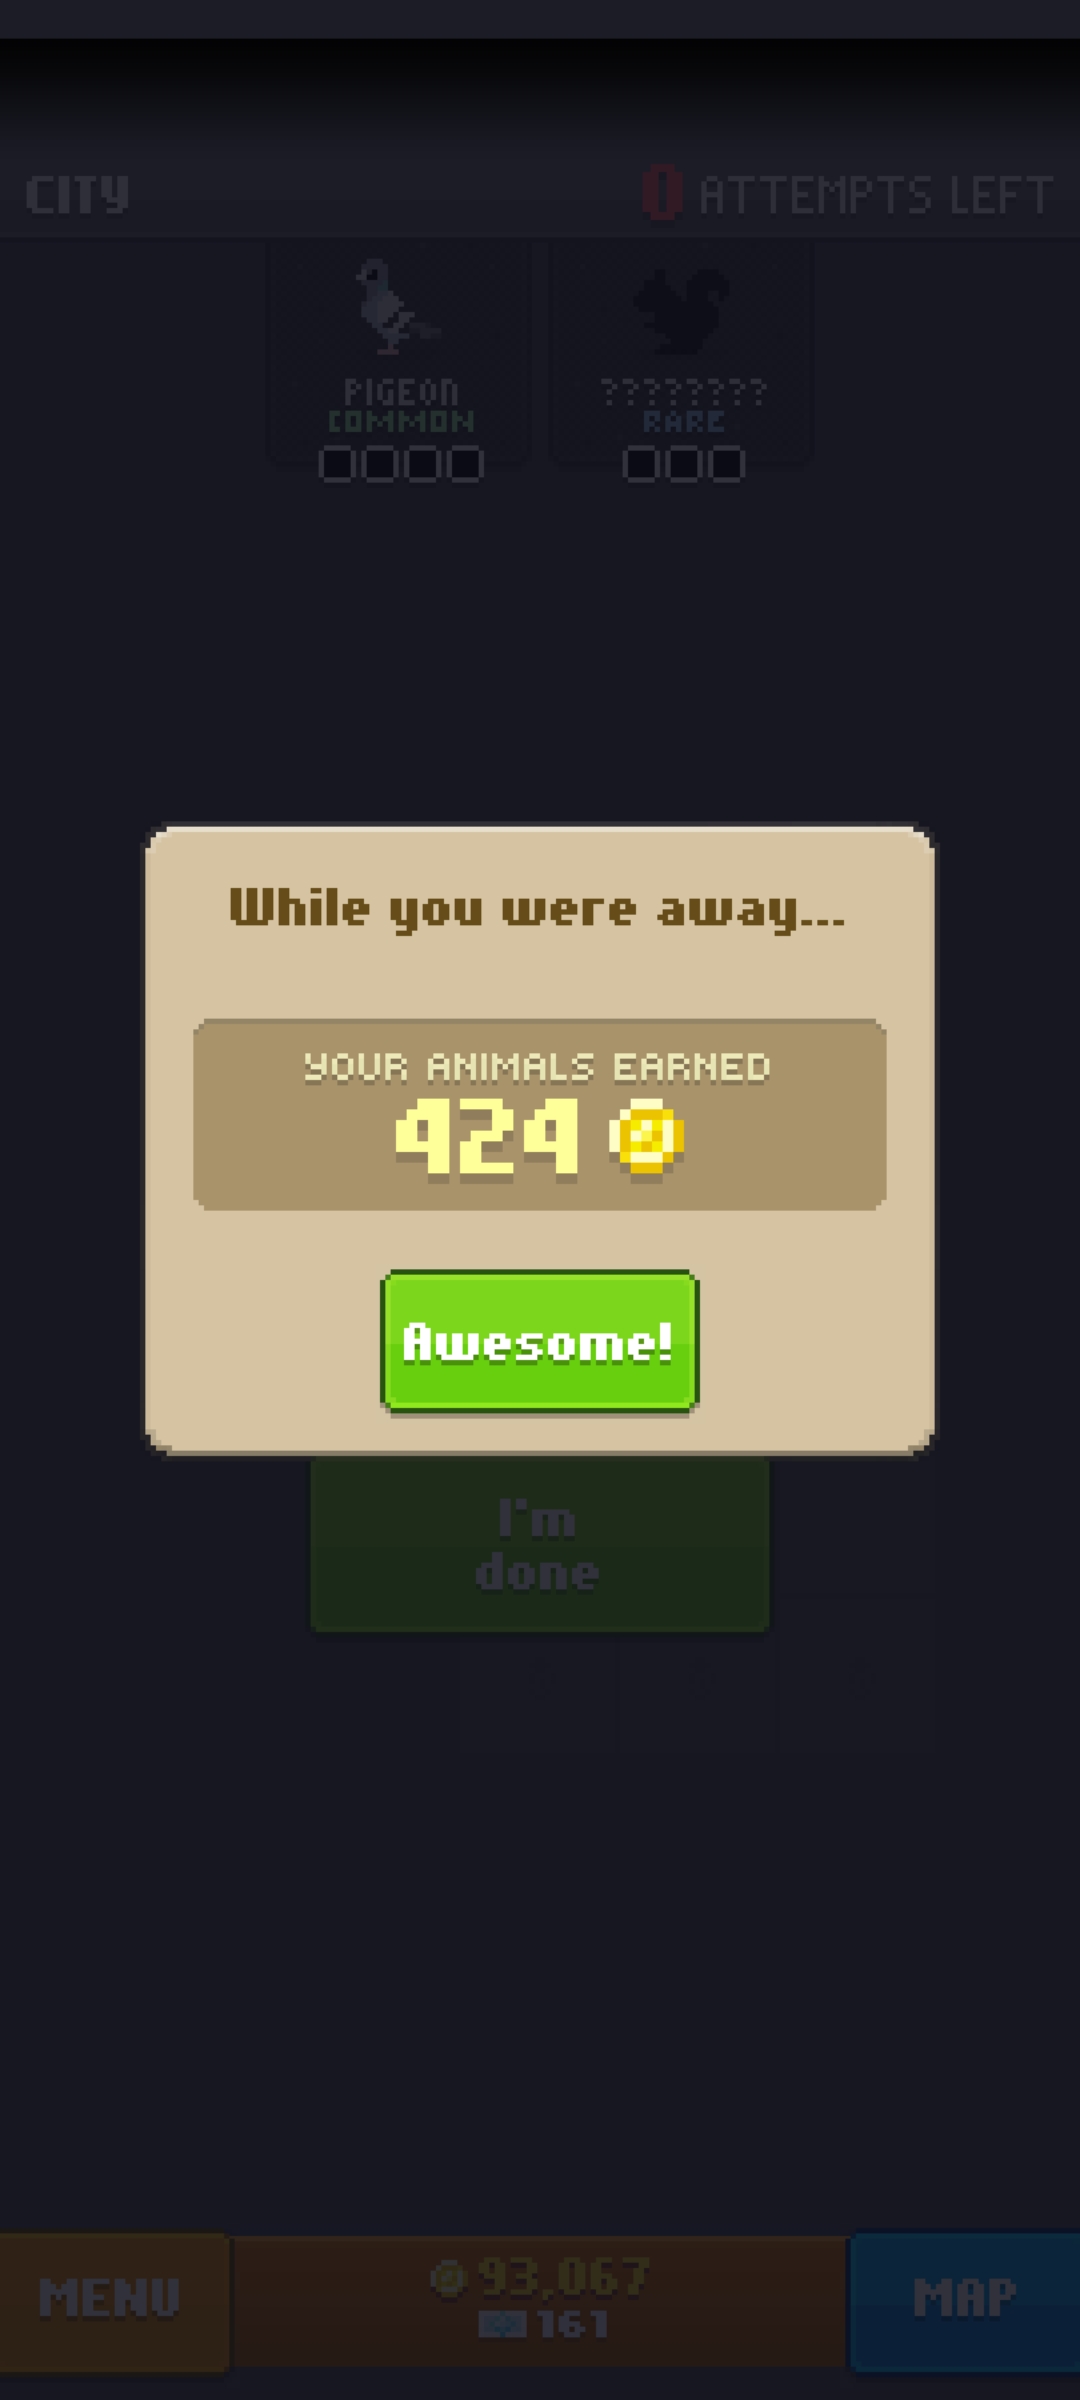 CITY
0 ATTEMPTS LEFT
PIGEON
COMMON
????????
RARE
While you were away...
YOUR ANIMALS EARNED
424
Awesome!
I'm
done
MENU
93,067
161
MAP